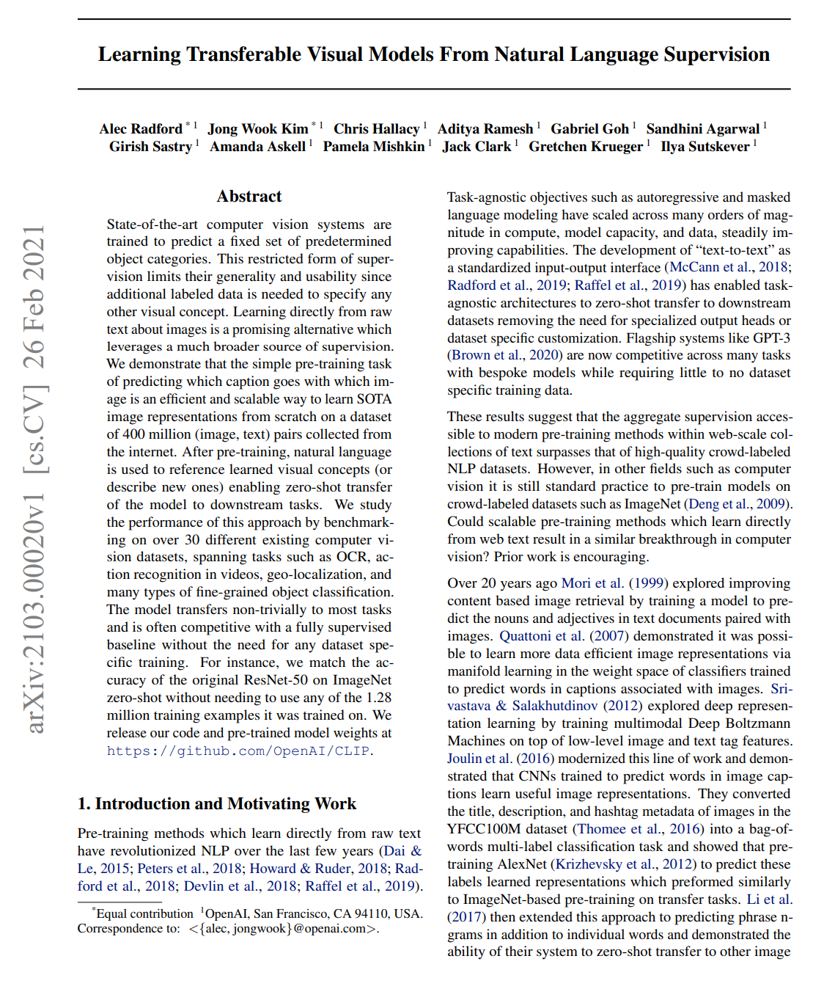 Learning Transferable Visual Models From Natural Language Supervision
Alec Radford * 1 Jong Wook Kim * 1 Chris Hallacy 1 Aditya Ramesh 1 Gabriel Goh 1 Sandhini Agarwal 1
Girish Sastry 1 Amanda Askell 1 Pamela Mishkin 1 Jack Clark 1 Gretchen Krueger 1 Ilya Sutskever 1
arXiv:2103.00020v1 [cs.CV] 26 Feb 2021
Abstract
State-of-the-art computer vision systems are
trained to predict a fixed set of predetermined
object categories. This restricted form of super-
vision limits their generality and usability since
additional labeled data is needed to specify any
other visual concept. Learning directly from raw
text about images is a promising alternative which
leverages a much broader source of supervision.
We demonstrate that the simple pre-training task
of predicting which caption goes with which im-
age is an efficient and scalable way to learn SOTA
image representations from scratch on a dataset
of 400 million (image, text) pairs collected from
the internet. After pre-training, natural language
is used to reference learned visual concepts (or
describe new ones) enabling zero-shot transfer
of the model to downstream tasks. We study
the performance of this approach by benchmark-
ing on over 30 different existing computer vi-
sion datasets, spanning tasks such as OCR, ac-
tion recognition in videos, geo-localization, and
many types of fine-grained object classification.
The model transfers non-trivially to most tasks
and is often competitive with a fully supervised
baseline without the need for any dataset spe-
cific training. For instance, we match the ac-
curacy of the original ResNet-50 on ImageNet
zero-shot without needing to use any of the 1.28
million training examples it was trained on. We
release our code and pre-trained model weights at
https://github.com/OpenAI/CLIP.
1. Introduction and Motivating Work
Pre-training methods which learn directly from raw text
have revolutionized NLP over the last few years (Dai &
Le, 2015; Peters et al., 2018; Howard & Ruder, 2018; Rad-
ford et al., 2018; Devlin et al., 2018; Raffel et al., 2019).
*Equal contribution 1OpenAI, San Francisco, CA 94110, USA.
Correspondence to: <{alec, jongwook}@openai.com>.
Task-agnostic objectives such as autoregressive and masked
language modeling have scaled across many orders of mag-
nitude in compute, model capacity, and data, steadily im-
proving capabilities. The development of “text-to-text” as
a standardized input-output interface (McCann et al., 2018;
Radford et al., 2019; Raffel et al., 2019) has enabled task-
agnostic architectures to zero-shot transfer to downstream
datasets removing the need for specialized output heads or
dataset specific customization. Flagship systems like GPT-3
(Brown et al., 2020) are now competitive across many tasks
with bespoke models while requiring little to no dataset
specific training data.
These results suggest that the aggregate supervision acces-
sible to modern pre-training methods within web-scale col-
lections of text surpasses that of high-quality crowd-labeled
NLP datasets. However, in other fields such as computer
vision it is still standard practice to pre-train models on
crowd-labeled datasets such as ImageNet (Deng et al., 2009).
Could scalable pre-training methods which learn directly
from web text result in a similar breakthrough in computer
vision? Prior work is encouraging.
Over 20 years ago Mori et al. (1999) explored improving
content based image retrieval by training a model to pre-
dict the nouns and adjectives in text documents paired with
images. Quattoni et al. (2007) demonstrated it was possi-
ble to learn more data efficient image representations via
manifold learning in the weight space of classifiers trained
to predict words in captions associated with images. Sri-
vastava & Salakhutdinov (2012) explored deep represen-
tation learning by training multimodal Deep Boltzmann
Machines on top of low-level image and text tag features.
Joulin et al. (2016) modernized this line of work and demon-
strated that CNNs trained to predict words in image cap-
tions learn useful image representations. They converted
the title, description, and hashtag metadata of images in the
YFCC100M dataset (Thomee et al., 2016) into a bag-of-
words multi-label classification task and showed that pre-
training AlexNet (Krizhevsky et al., 2012) to predict these
labels learned representations which preformed similarly
to ImageNet-based pre-training on transfer tasks. Li et al.
(2017) then extended this approach to predicting phrase n-
grams in addition to individual words and demonstrated the
ability of their system to zero-shot transfer to other image